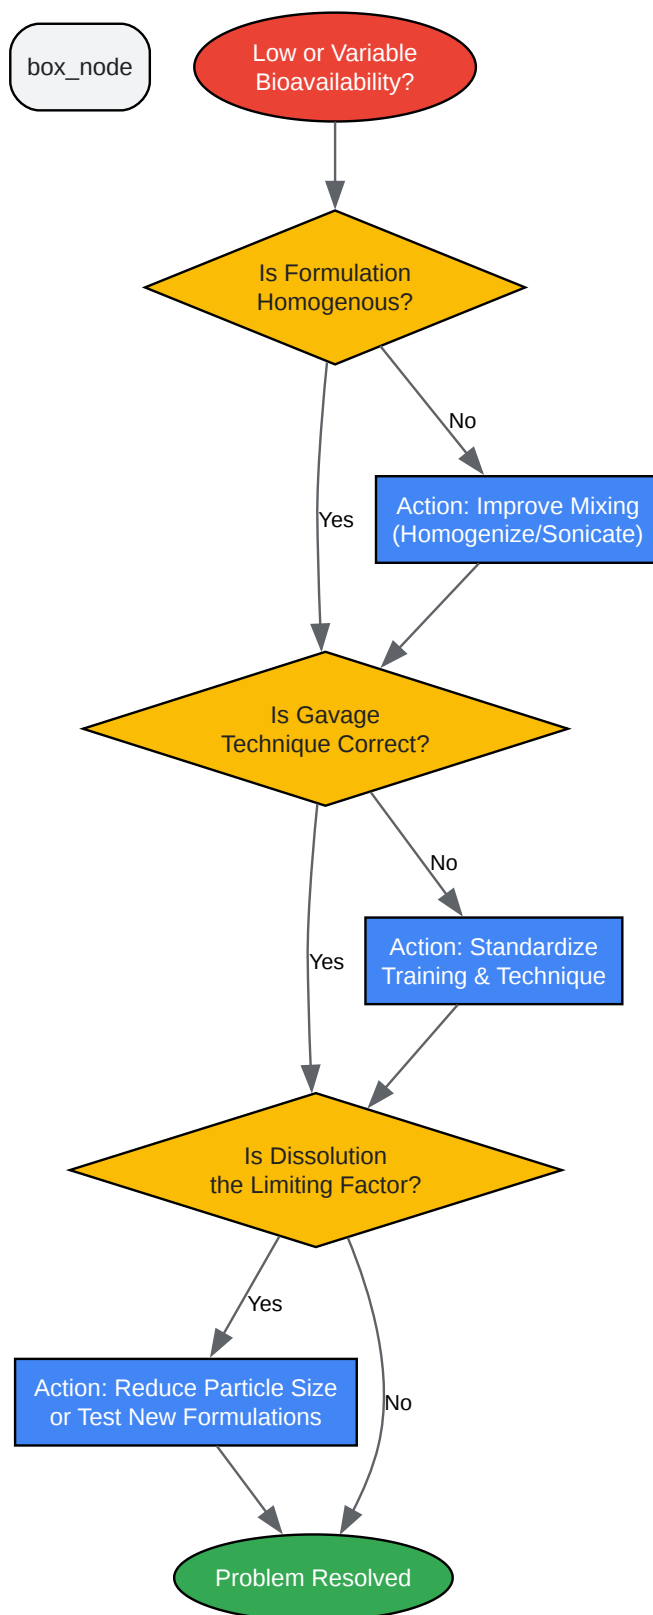 box_node
Low or Variable
Bioavailability?
Is Formulation
Homogenous?
No
Action: Improve Mixing
(Homogenize/Sonicate)
Yes
Is Gavage
Technique Correct?
No
Action: Standardize
Training & Technique
Yes
Is Dissolution
the Limiting Factor?
Yes
Action: Reduce Particle Size
or Test New Formulations
No
Problem Resolved